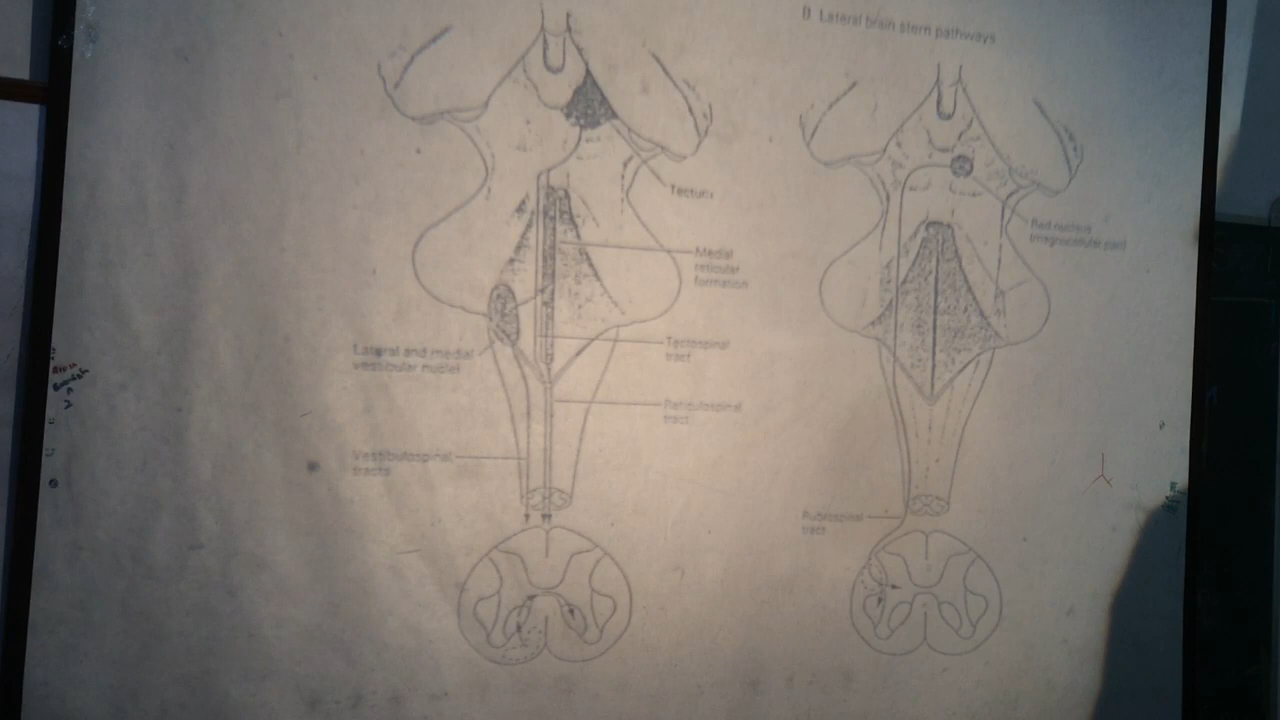 B Lateral brain stem pathways
Tectum
Medial
reticular
formation
Lateral and medial
vestibular nuclei
Tectospinal
tract
Reticulospinal
tract
Vestibulospinal
tracts
Red nucleus
(magnocellular part)
Rubrospinal
tract